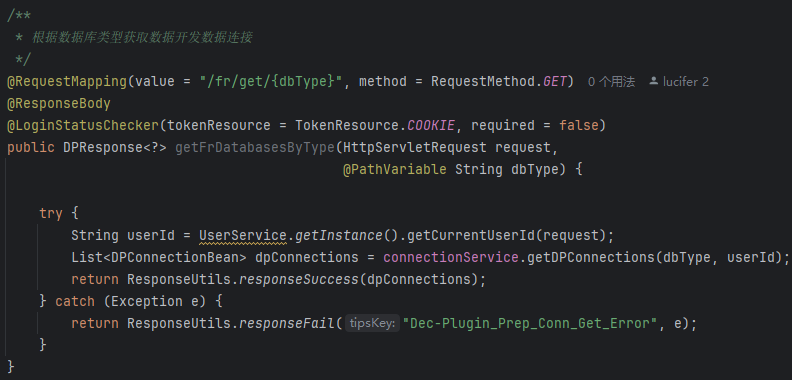 /**
 * 根据数据库类型获取数据开发数据连接
 */
@RequestMapping(value = "/fr/get/{dbType}", method = RequestMethod.GET) 0 个用法 lucifer 2
@ResponseBody
@LoginStatusChecker(tokenResource = TokenResource.COOKIE, required = false)
public DPResponse<?> getFrDatabasesByType(HttpServletRequest request,
                                          @PathVariable String dbType) {

    try {
        String userId = UserService.getInstance().getCurrentUserId(request);
        List<DPConnectionBean> dpConnections = connectionService.getDPConnections(dbType, userId);
        return ResponseUtils.responseSuccess(dpConnections);
    } catch (Exception e) {
        return ResponseUtils.responseFail( tipsKey: "Dec-Plugin_Prep_Conn_Get_Error", e);
    }
}